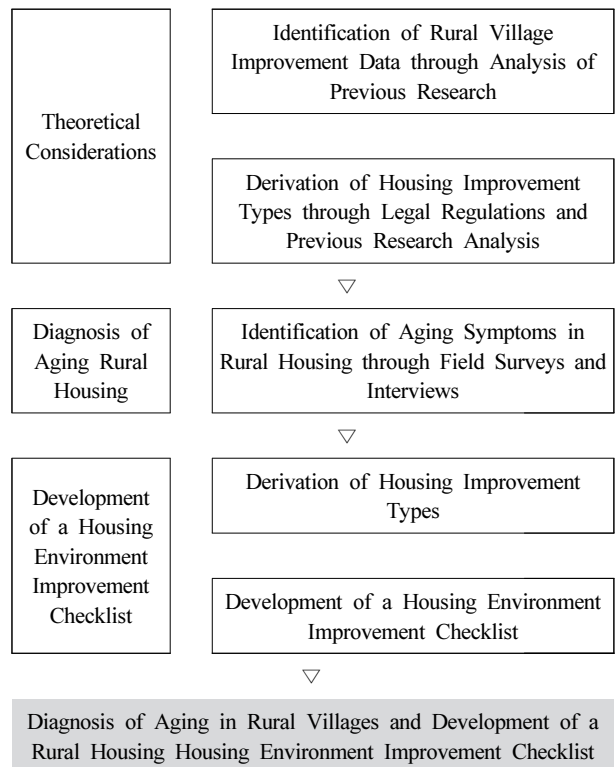 Theoretical
Considerations
Identification of Rural Village
Improvement Data through Analysis of
Previous Research
Derivation of Housing Improvement
Types through Legal Regulations and
Previous Research Analysis
▽
Diagnosis of
Aging Rural
Housing
Identification of Aging Symptoms in
Rural Housing through Field Surveys and
Interviews
▽
Development
of a Housing
Environment
Improvement
Checklist
Derivation of Housing Improvement
Types
Development of a Housing Environment
Improvement Checklist
▽
Diagnosis of Aging in Rural Villages and Development of a
Rural Housing Housing Environment Improvement Checklist